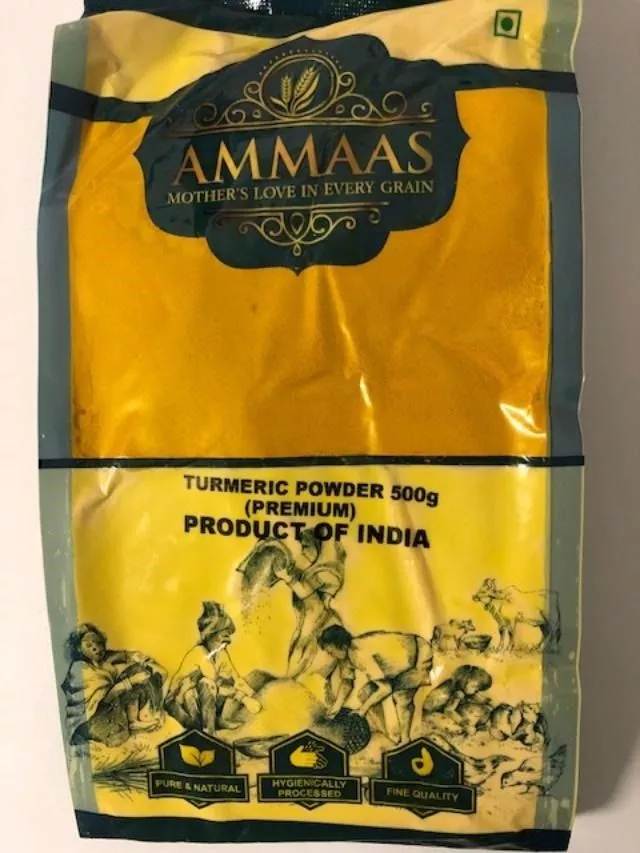 AMMAAS
MOTHER'S LOVE IN EVERY GRAIN
TURMERIC POWDER 500g
(PREMIUM)
PRODUCT OF INDIA
PURE & NATURAL
HYGIENICALLY
PROCESSED
FINE QUALITY